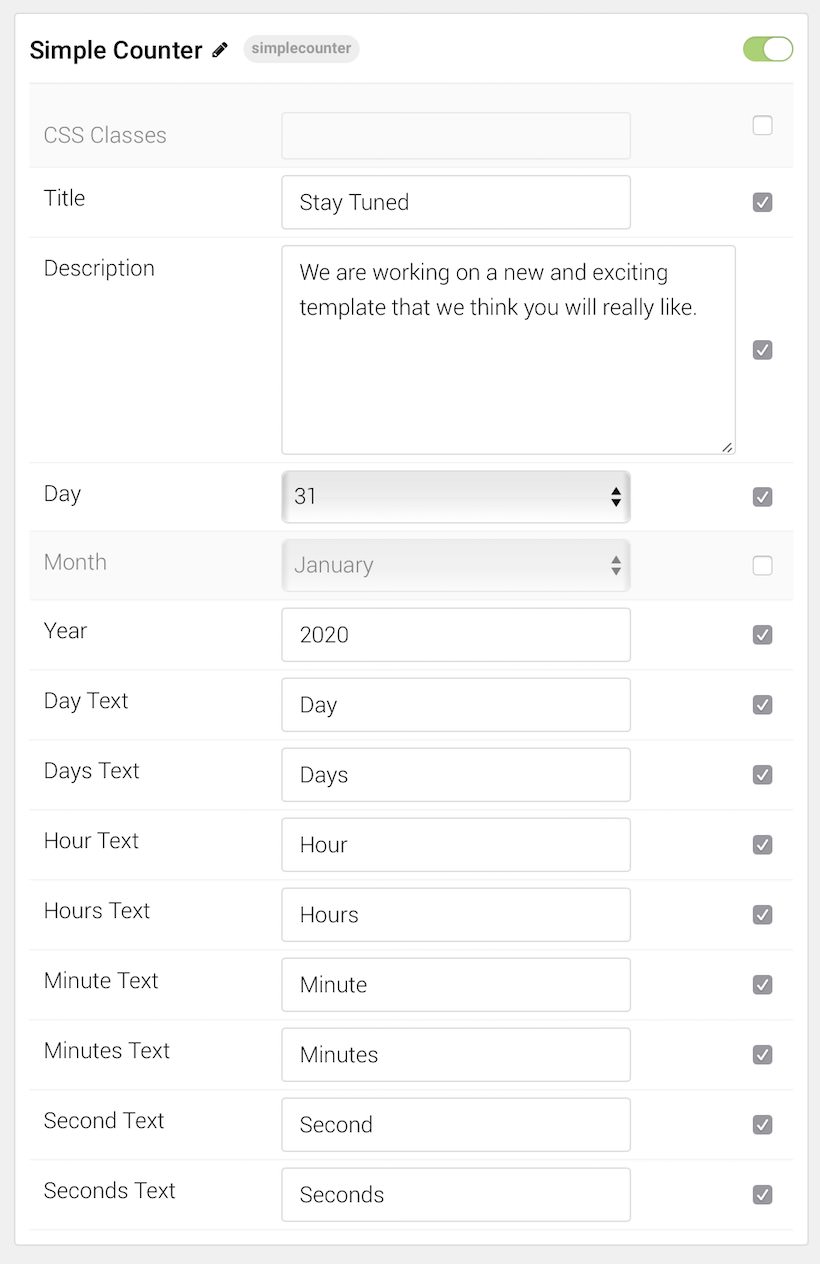 Simple Counter simplecounter
CSS Classes
Title Stay Tuned
Description We are working on a new and exciting
template that we think you will really like.
Day 31
Month January
Year 2020
Day Text Day
Days Text Days
Hour Text Hour
Hours Text Hours
Minute Text Minute
Minutes Text Minutes
Second Text Second
Seconds Text Seconds